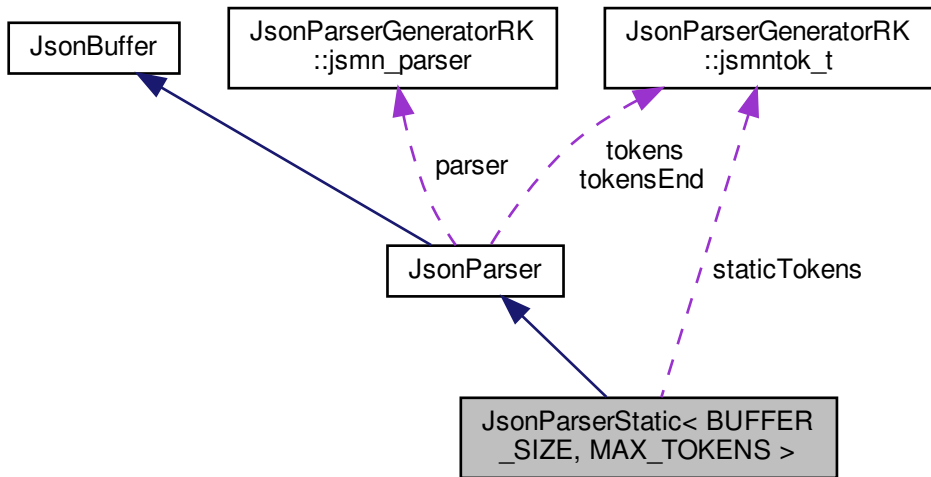 JsonBuffer
JsonParserGeneratorRK
::jsmn_parser
JsonParserGeneratorRK
::jsmntok_t
parser
tokens
tokensEnd
JsonParser
staticTokens
JsonParserStatic< BUFFER
_SIZE, MAX_TOKENS >